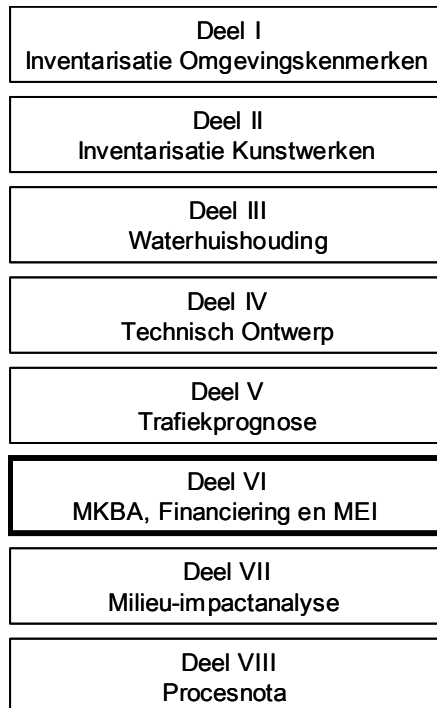 Deel I
Inventarisatie Omgevingskenmerken
Deel II
Inventarisatie Kunstwerken
Deel III
Waterhuishouding
Deel IV
Technisch Ontwerp
Deel V
Trafiekprognose
Deel VI
MKBA, Financiering en MEI
Deel VII
Milieu-impactanalyse
Deel VIII
Procesnota